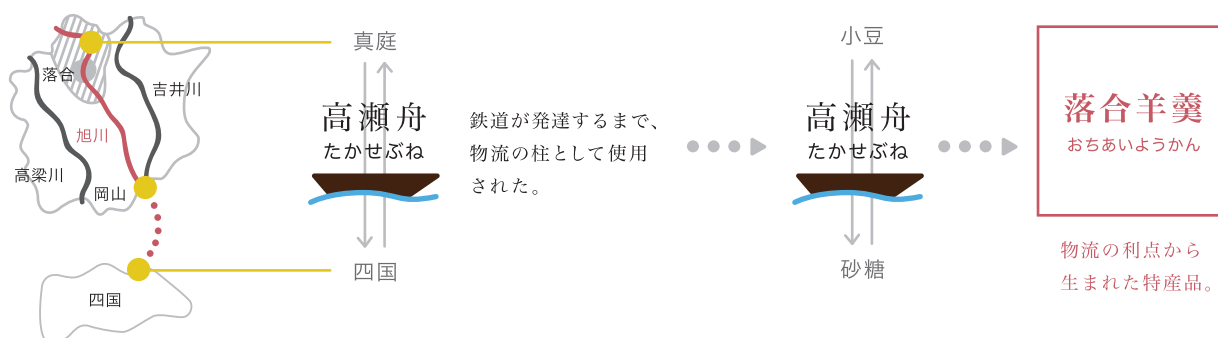 落合
吉井川
旭川
高梁川
岡山
四国
真庭
高瀬舟
たかせぶね
四国
鉄道が発達するまで、
物流の柱として使用
された。
小豆
高瀬舟
たかせぶね
砂糖
落合羊羹
おちあいようかん
物流の利点から
生まれた特産品。